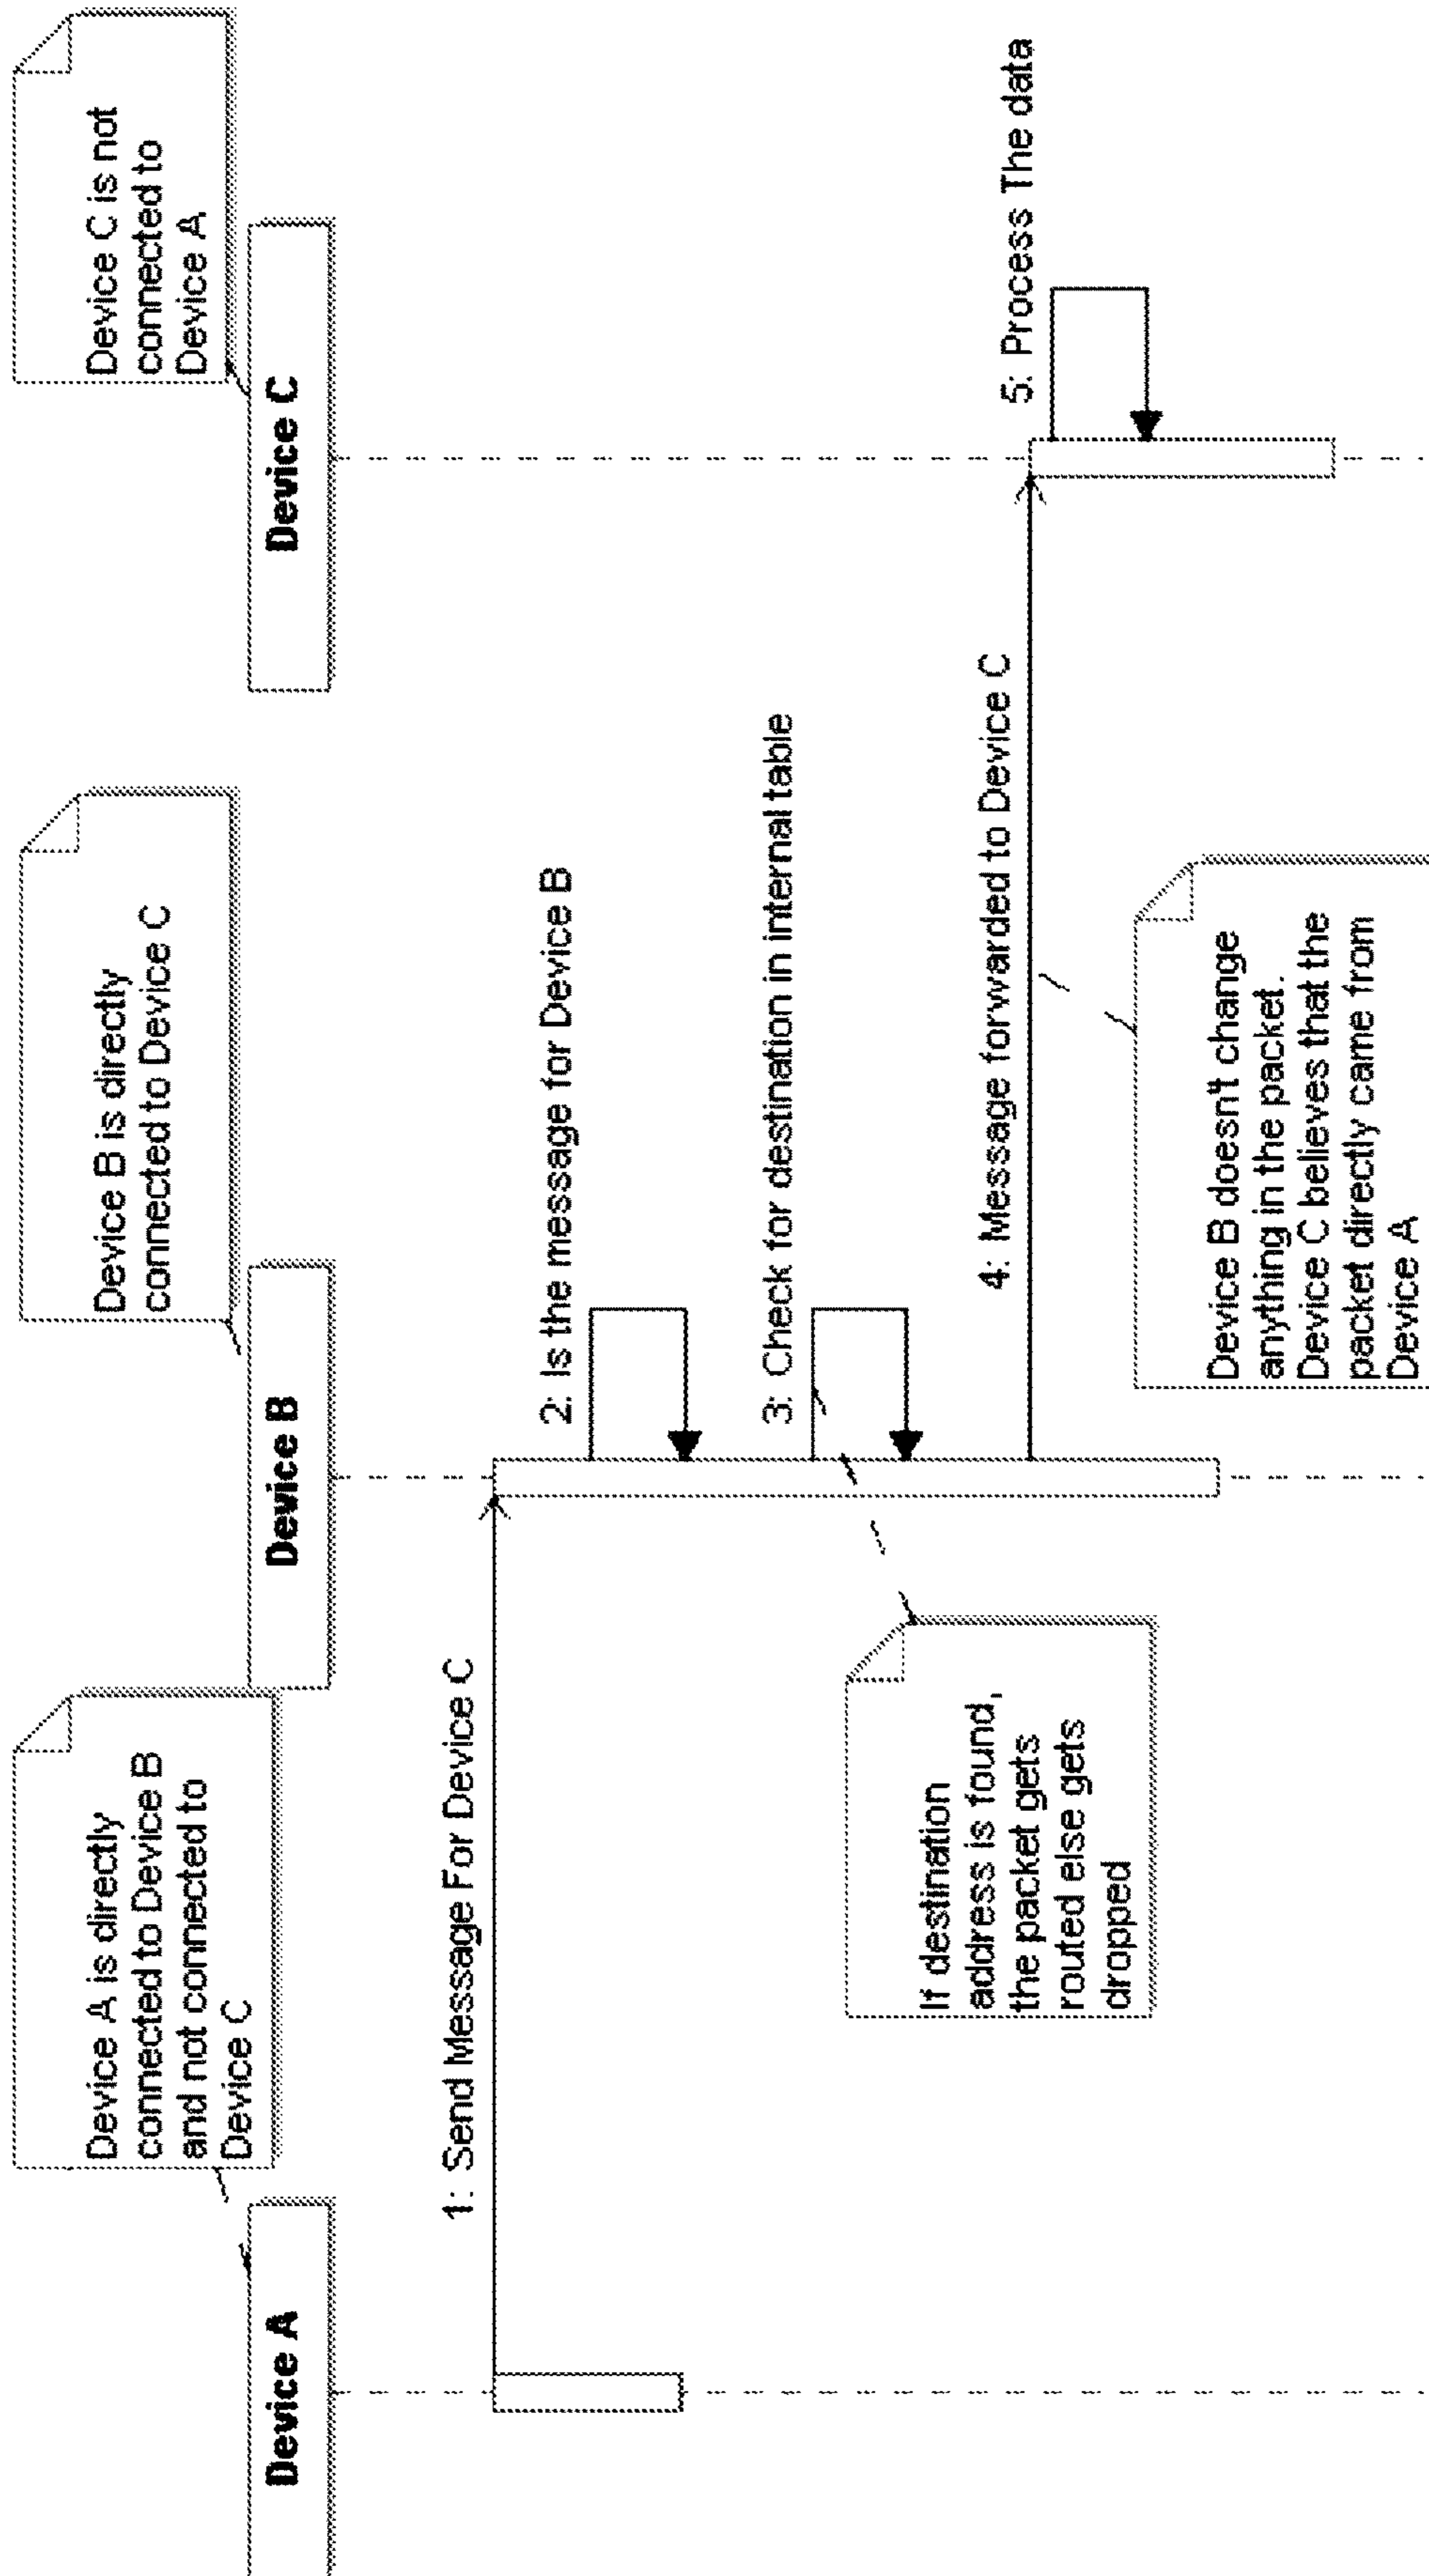 Device A is directly
connected to Device B
and not connected to
Device C
Device B is directly
connected to Device C
Device C is not
connected to
Device A
Device A
Device B
Device C
1: Send Message For Device C
2: Is the message for Device B
3: Check for destination in internal table
If destination
address is found,
the packet gets
routed else gets
dropped
4: Message forwarded to Device C
5: Process The data
Device B doesn't change
anything in the packet.
Device C believes that the
packet directly came from
Device A